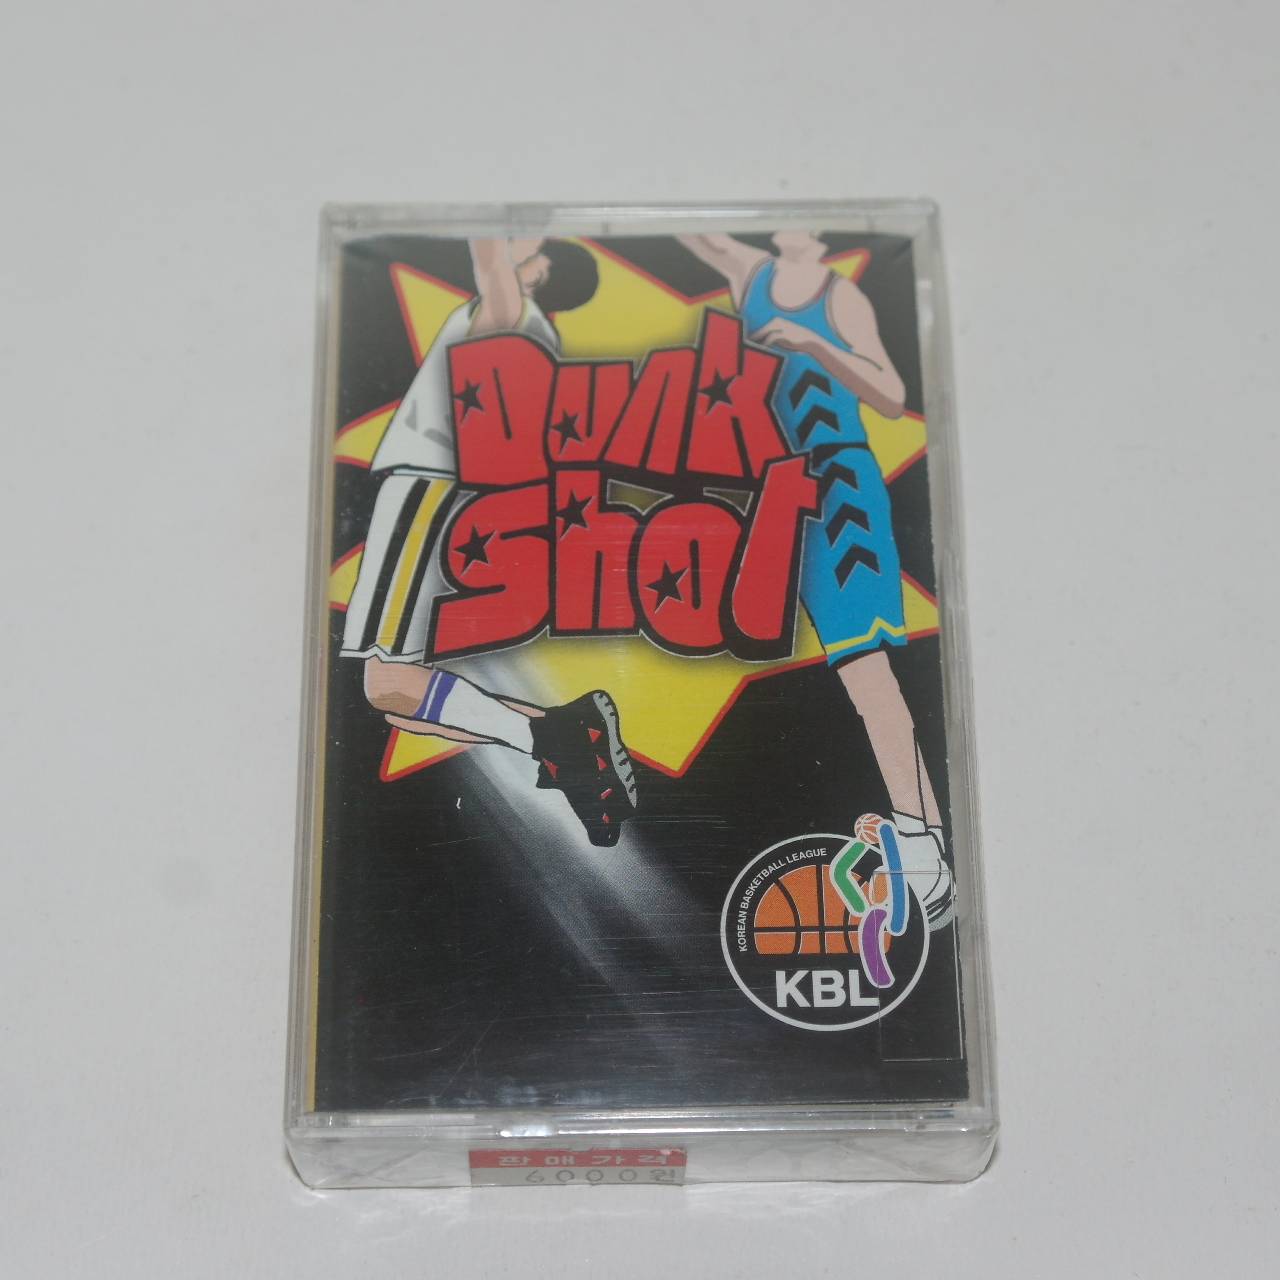 Dunk
Shot
KOREAN BASKETBALL LEAGUE
KBL
판매가격
6000원